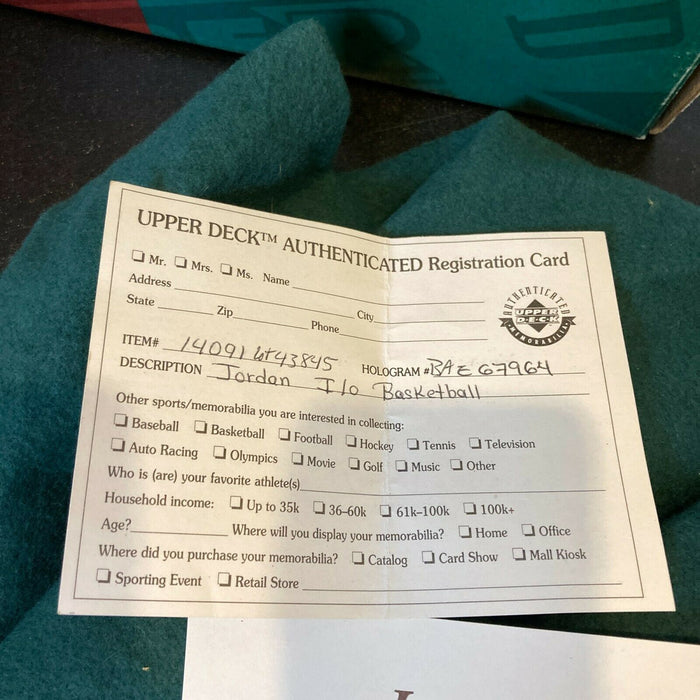 UPPER DECK™ AUTHENTICATED Registration Card
❏ Mr. ❏ Mrs. ❏ Ms. Name
Address
State Zip City
Phone
AUTHENTICATED
UPPER
DECK
MEMORABILIA
ITEM# 14091 Lot 43845 HOLOGRAM # BAE 67964
DESCRIPTION Jordan I/o Basketball
Other sports/memorabilia you are interested in collecting:
❏ Baseball ❏ Basketball ❏ Football ❏ Hockey ❏ Tennis ❏ Television
❏ Auto Racing ❏ Olympics ❏ Movie ❏ Golf ❏ Music ❏ Other
Who is (are) your favorite athlete(s)
Household income: ❏ Up to 35k ❏ 36–60k ❏ 61k–100k ❏ 100k+
Age? Where will you display your memorabilia? ❏ Home ❏ Office
Where did you purchase your memorabilia? ❏ Catalog ❏ Card Show ❏ Mall Kiosk
❏ Sporting Event ❏ Retail Store